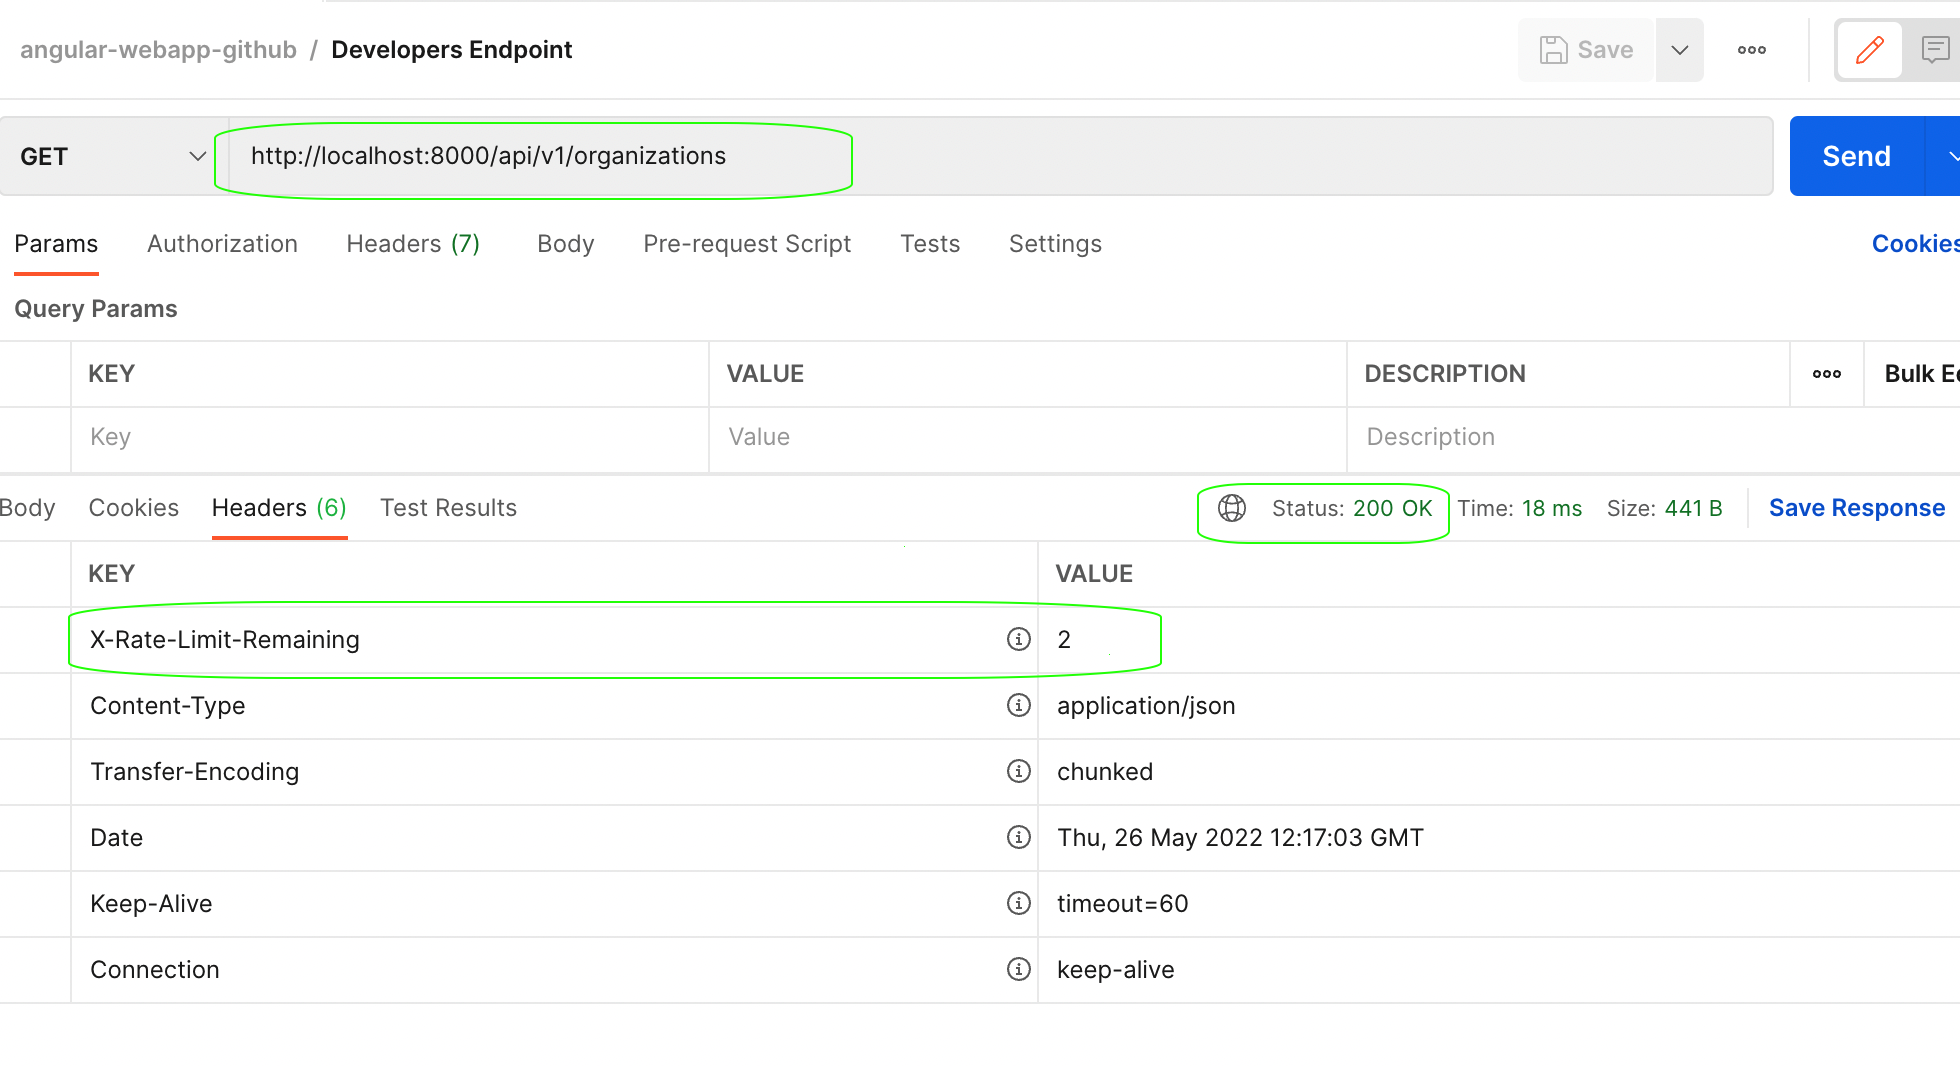 angular-webapp-github / Developers Endpoint Save
GET http://localhost:8000/api/v1/organizations Send
Params Authorization Headers (7) Body Pre-request Script Tests Settings Cookies
Query Params
KEY VALUE DESCRIPTION Bulk Ed
Key Value Description
Body Cookies Headers (6) Test Results Status: 200 OK Time: 18 ms Size: 441 B Save Response
KEY VALUE
X-Rate-Limit-Remaining 2
Content-Type application/json
Transfer-Encoding chunked
Date Thu, 26 May 2022 12:17:03 GMT
Keep-Alive timeout=60
Connection keep-alive